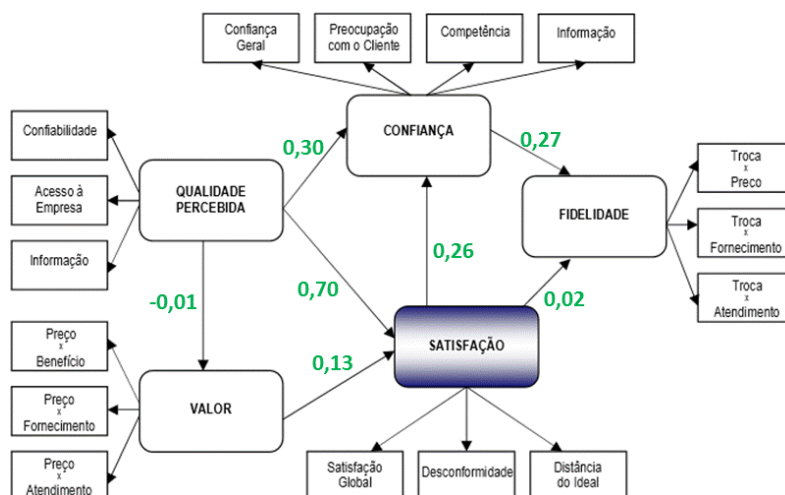 Confiança
Geral
Preocupação
com o Cliente
Competência
Informação
Confiabilidade
Acesso à
Empresa
Informação
QUALIDADE
PERCEBIDA
CONFIANÇA
0,30
0,27
FIDELIDADE
Troca
x
Preco
Troca
x
Fornecimento
Troca
x
Atendimento
-0,01
0,70
0,26
0,02
0,13
Preço
x
Benefício
Preço
x
Fornecimento
Preço
x
Atendimento
VALOR
SATISFAÇÃO
Satisfação
Global
Desconformidade
Distância
do Ideal